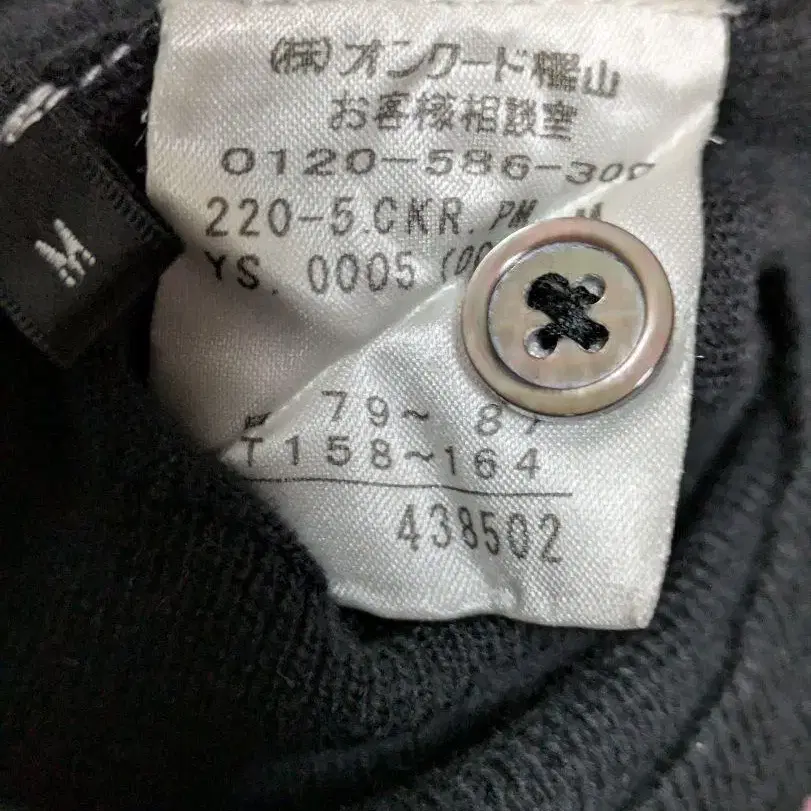 (株)オンワード樫山
お客様相談室
0120-586-300
220-5.CKR.PM. M
YS. 0005
79~ 87
T158~164
438502
M